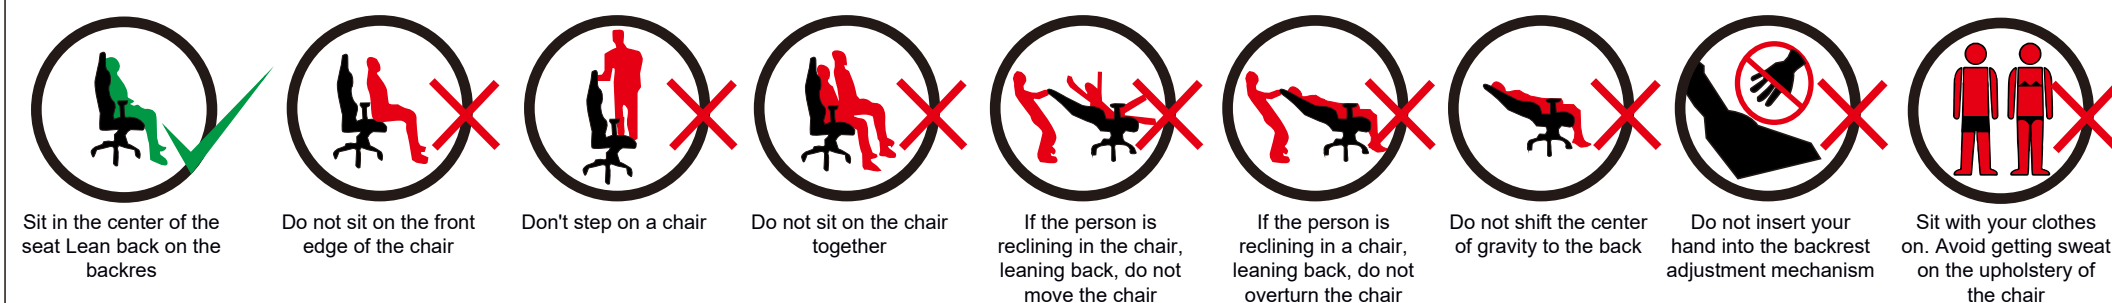 Sit in the center of the
seat Lean back on the
backres
Do not sit on the front
edge of the chair
Don't step on a chair
Do not sit on the chair
together
If the person is
reclining in the chair,
leaning back, do not
move the chair
If the person is
reclining in a chair,
leaning back, do not
overturn the chair
Do not shift the center
of gravity to the back
Do not insert your
hand into the backrest
adjustment mechanism
Sit with your clothes
on. Avoid getting sweat
on the upholstery of
the chair